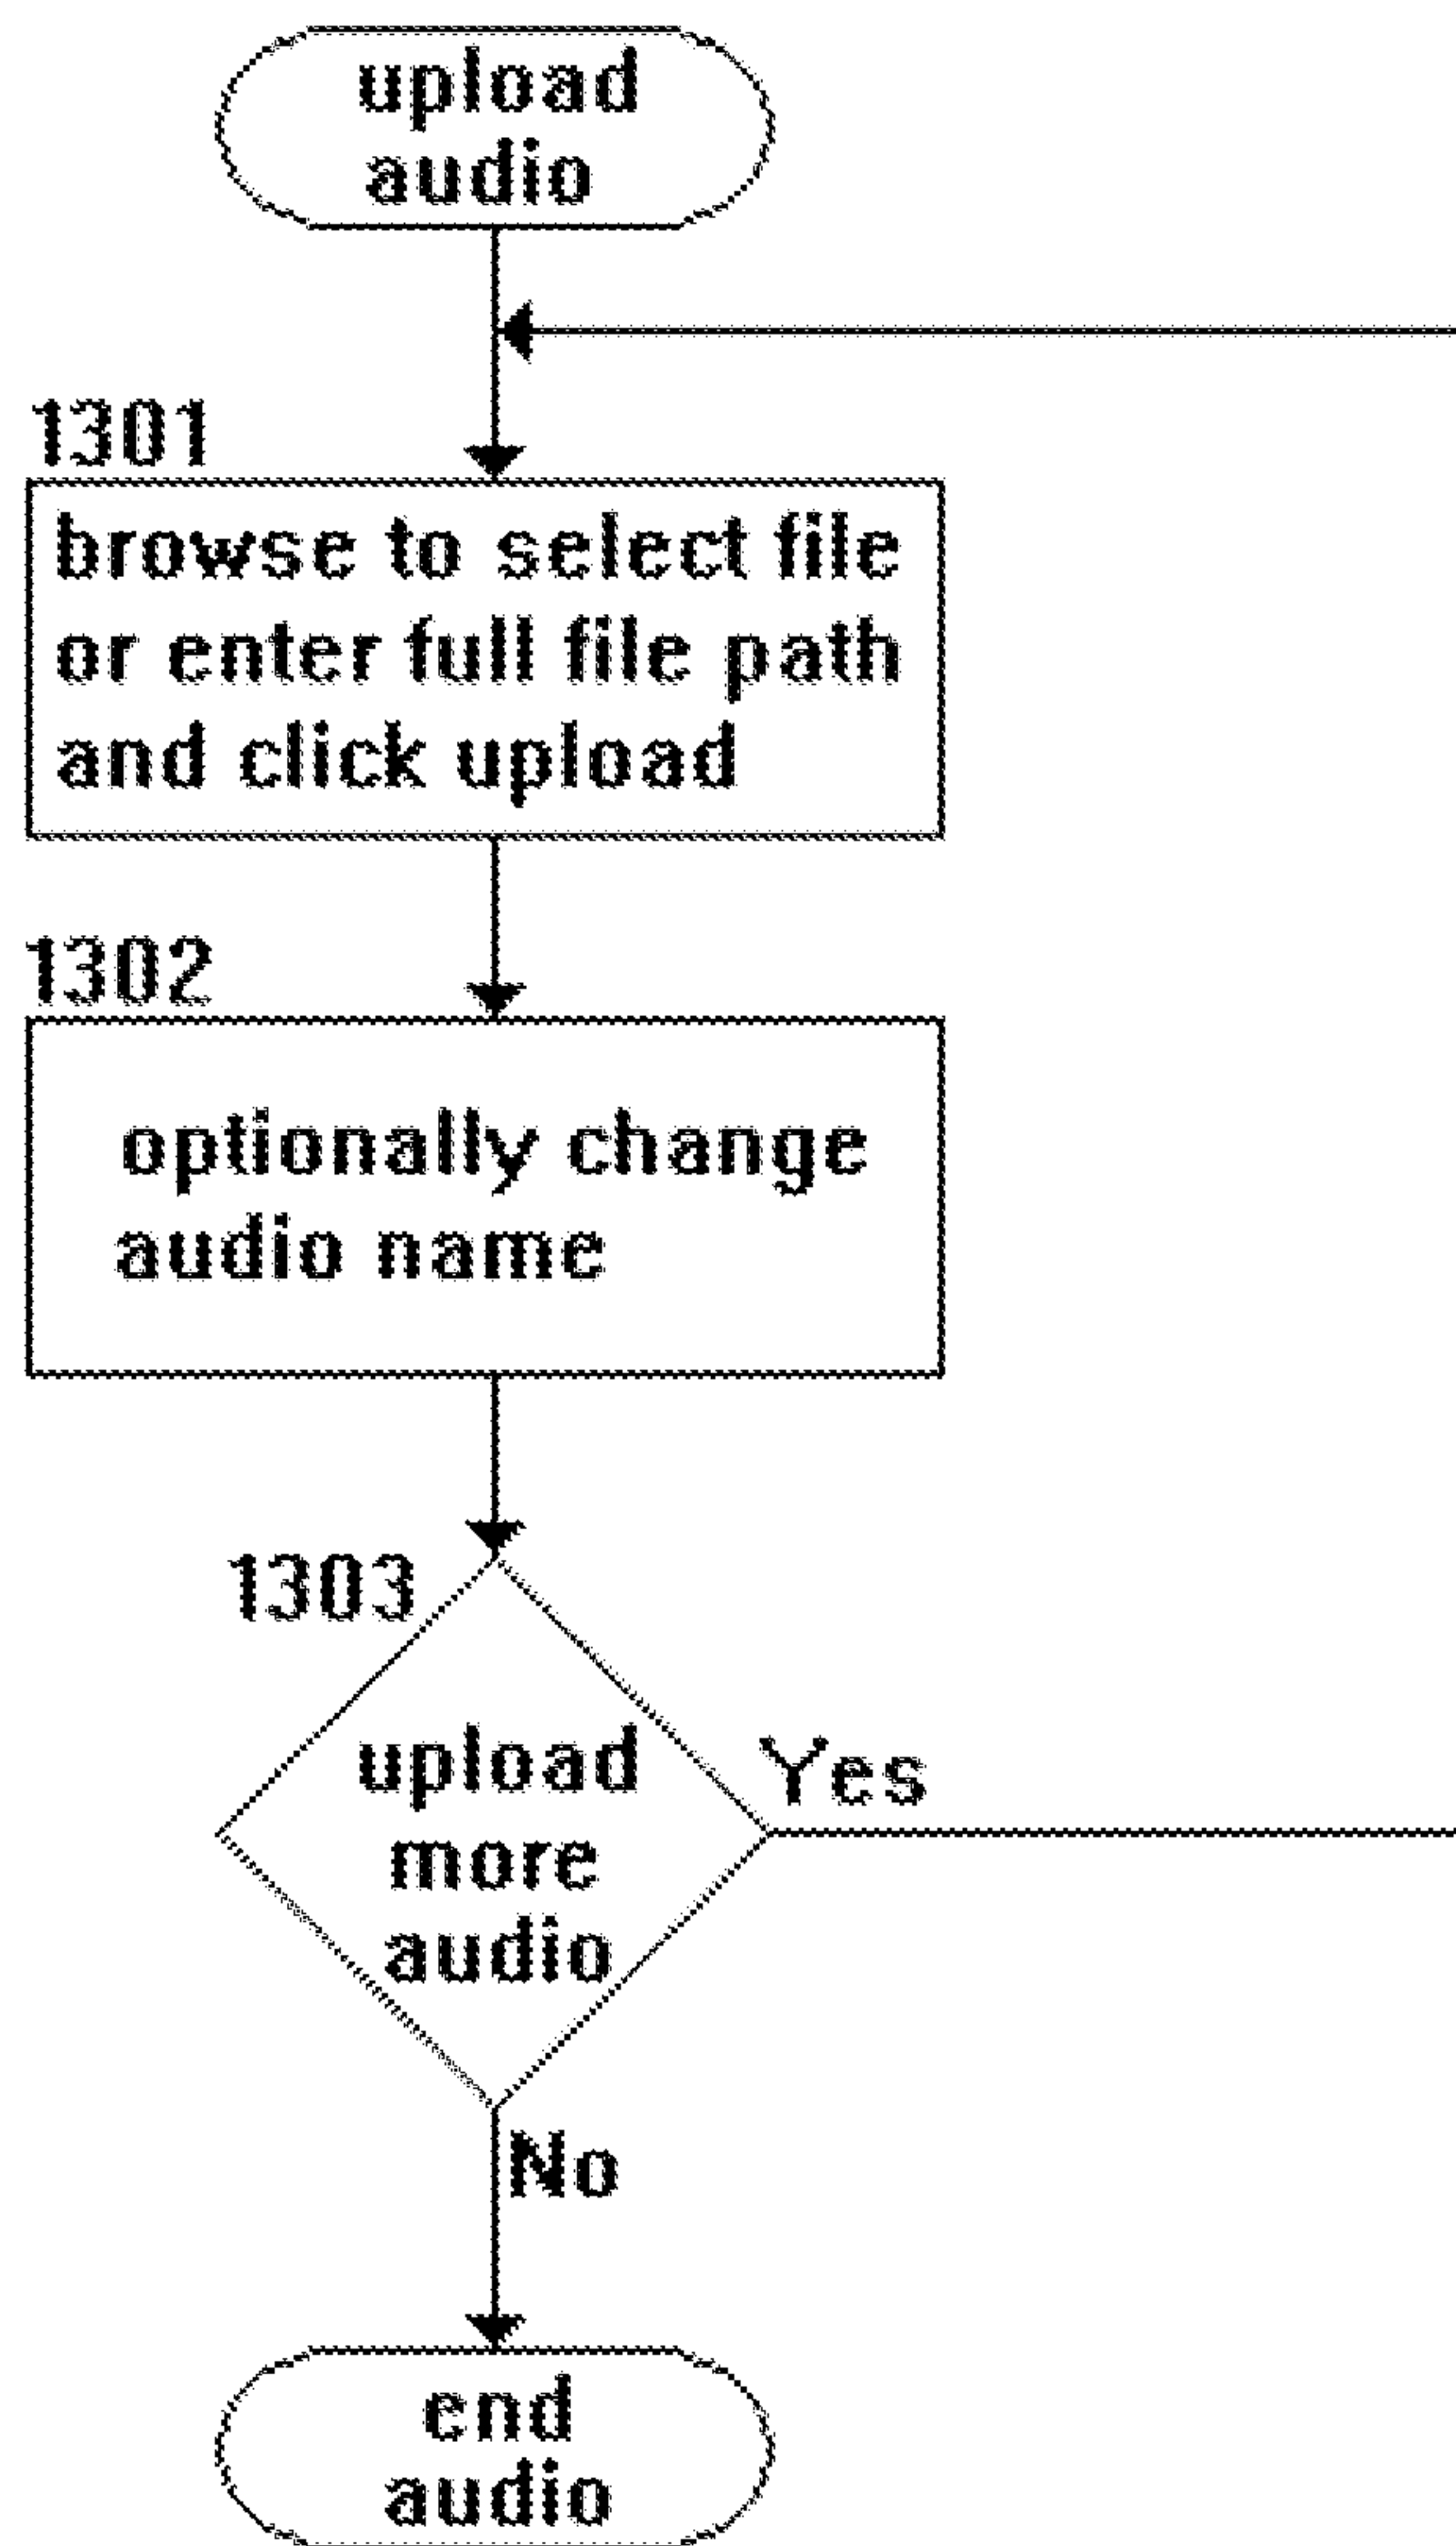 upload
audio
1301
browse to select file
or enter full file path
and click upload
1302
optionally change
audio name
1303
upload
more
audio
Yes
No
end
audio